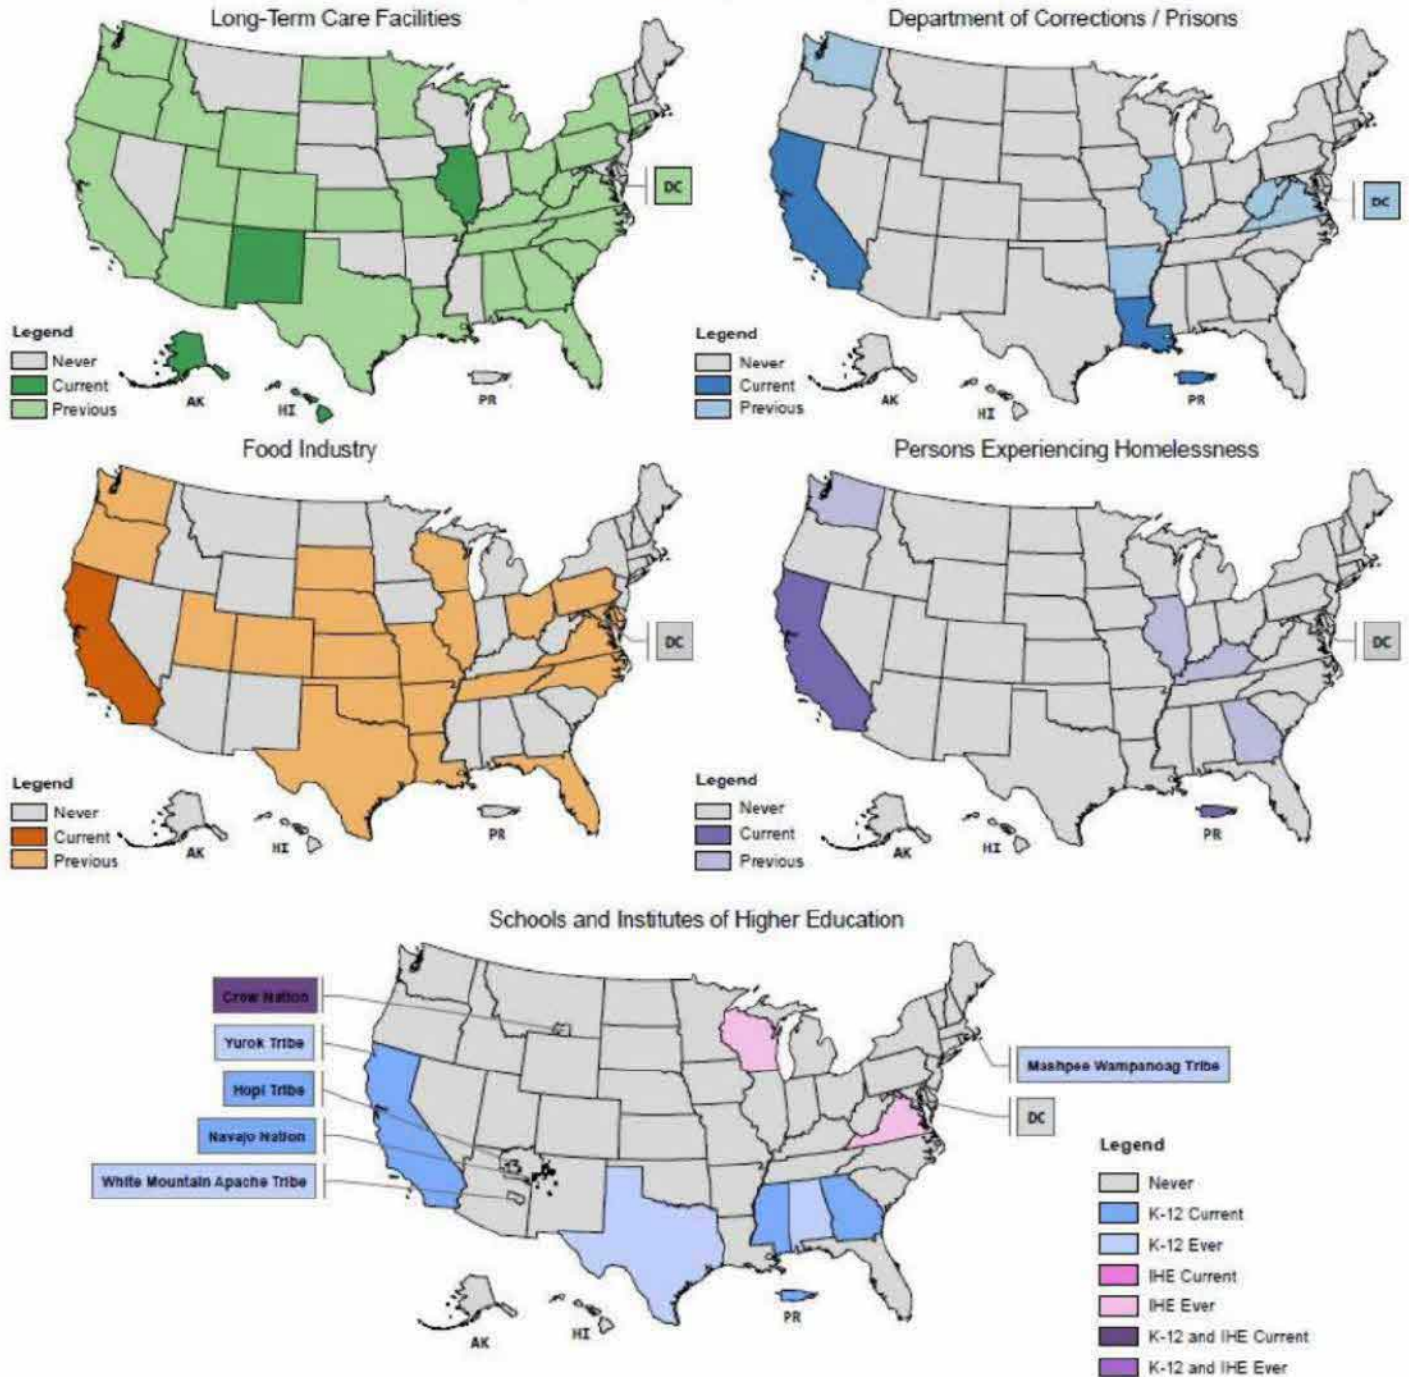 Long-Term Care Facilities
DC
Legend
Never
Current
Previous
AK
HI
PR
Department of Corrections / Prisons
DC
Legend
Never
Current
Previous
AK
HI
PR
Food Industry
DC
Legend
Never
Current
Previous
AK
HI
PR
Persons Experiencing Homelessness
DC
Legend
Never
Current
Previous
AK
HI
PR
Schools and Institutes of Higher Education
Crow Nation
Yurok Tribe
Hopi Tribe
Navajo Nation
White Mountain Apache Tribe
Mashpee Wampanoag Tribe
DC
AK
HI
PR
Legend
Never
K-12 Current
K-12 Ever
IHE Current
IHE Ever
K-12 and IHE Current
K-12 and IHE Ever